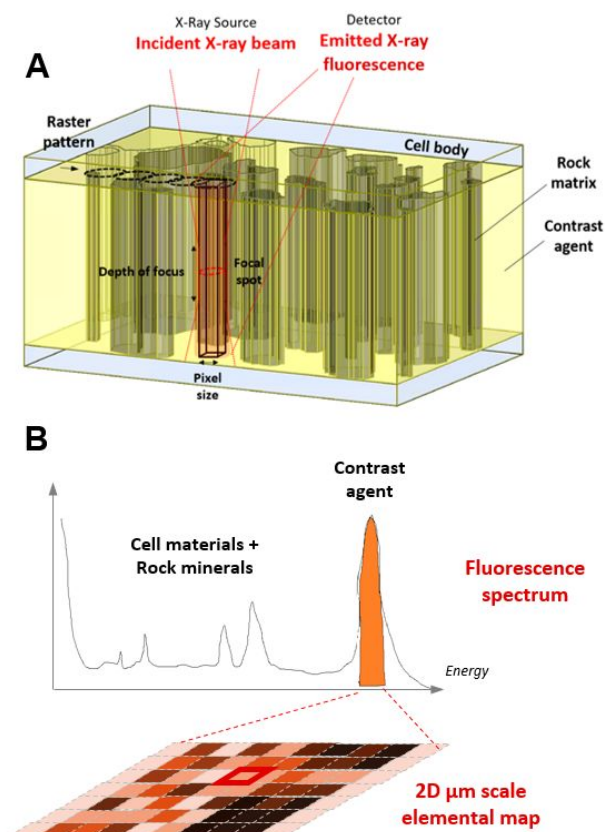 X-Ray Source
Incident X-ray beam
Detector
Emitted X-ray
fluorescence
A
Raster
pattern
Cell body
Rock
matrix
Contrast
agent
Depth of focus
Focal
spot
Pixel
size
B
Contrast
agent
Cell materials +
Rock minerals
Fluorescence
spectrum
Energy
2D µm scale
elemental map